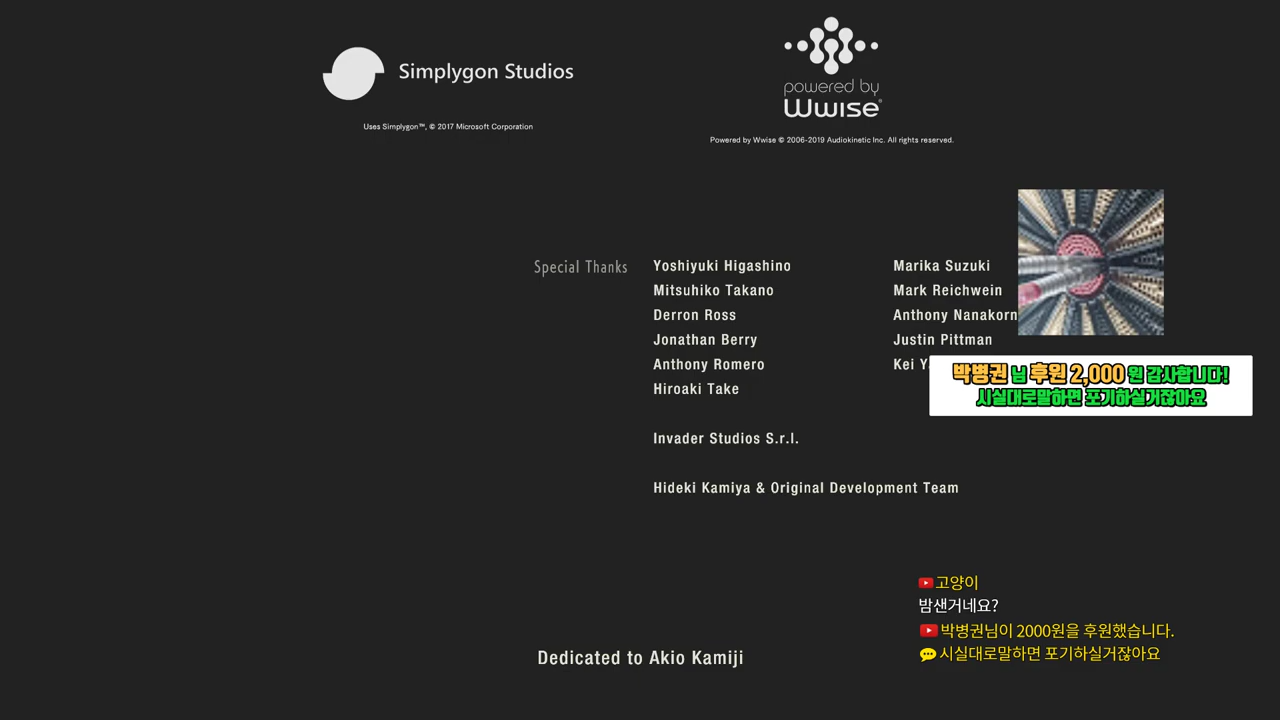 Simplygon Studios
Uses Simplygon™, © 2017 Microsoft Corporation
powered by
Wwise®
Powered by Wwise © 2006-2019 Audiokinetic Inc. All rights reserved.
Special Thanks
Yoshiyuki Higashino
Mitsuhiko Takano
Derron Ross
Jonathan Berry
Anthony Romero
Hiroaki Take
Marika Suzuki
Mark Reichwein
Anthony Nanakorn
Justin Pittman
Kei
Invader Studios S.r.l.
Hideki Kamiya & Original Development Team
Dedicated to Akio Kamiji
박병권 님 후원 2,000 원 감사합니다!
시실대로말하면 포기하실거잖아요
고양이
밤샌거네요?
박병권님이 2000원을 후원했습니다.
시실대로말하면 포기하실거잖아요